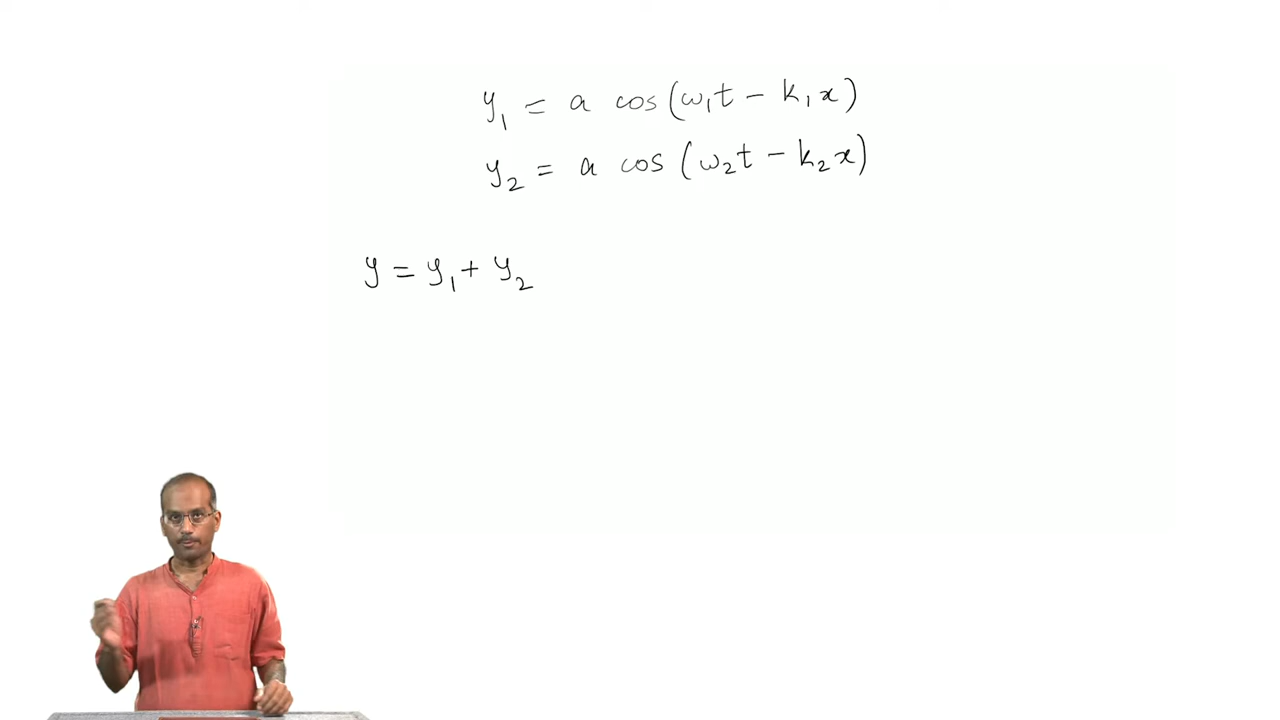 y₁ = a cos(ω₁t − k₁x)
y₂ = a cos(ω₂t − k₂x)
y = y₁ + y₂